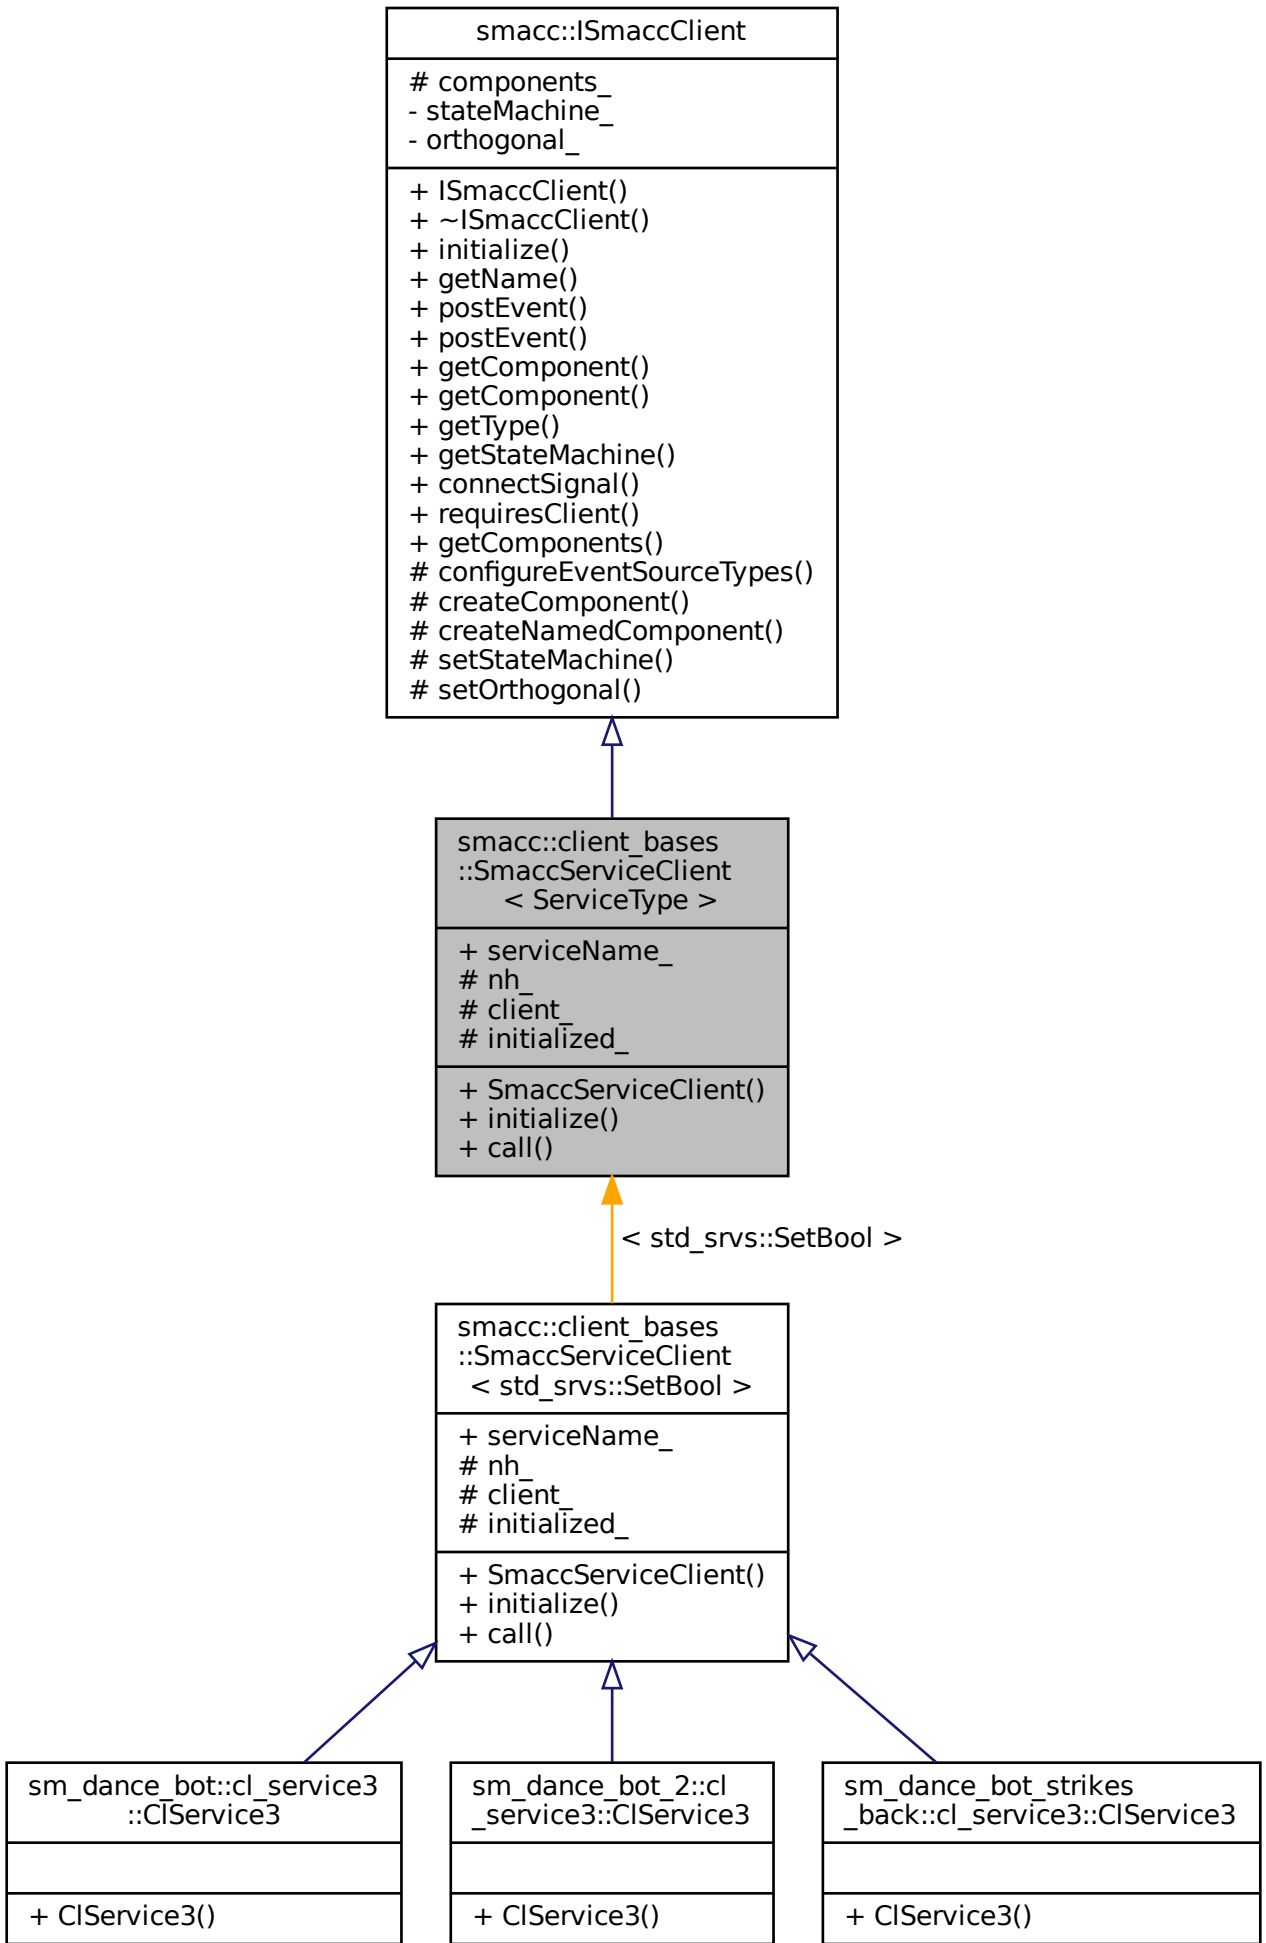 smacc::ISmaccClient
# components_
- stateMachine_
- orthogonal_
+ ISmaccClient()
+ ~ISmaccClient()
+ initialize()
+ getName()
+ postEvent()
+ postEvent()
+ getComponent()
+ getComponent()
+ getType()
+ getStateMachine()
+ connectSignal()
+ requiresClient()
+ getComponents()
# configureEventSourceTypes()
# createComponent()
# createNamedComponent()
# setStateMachine()
# setOrthogonal()
smacc::client_bases
::SmaccServiceClient
< ServiceType >
+ serviceName_
# nh_
# client_
# initialized_
+ SmaccServiceClient()
+ initialize()
+ call()
< std_srvs::SetBool >
smacc::client_bases
::SmaccServiceClient
< std_srvs::SetBool >
+ serviceName_
# nh_
# client_
# initialized_
+ SmaccServiceClient()
+ initialize()
+ call()
sm_dance_bot::cl_service3
::ClService3
+ ClService3()
sm_dance_bot_2::cl
_service3::ClService3
+ ClService3()
sm_dance_bot_strikes
_back::cl_service3::ClService3
+ ClService3()